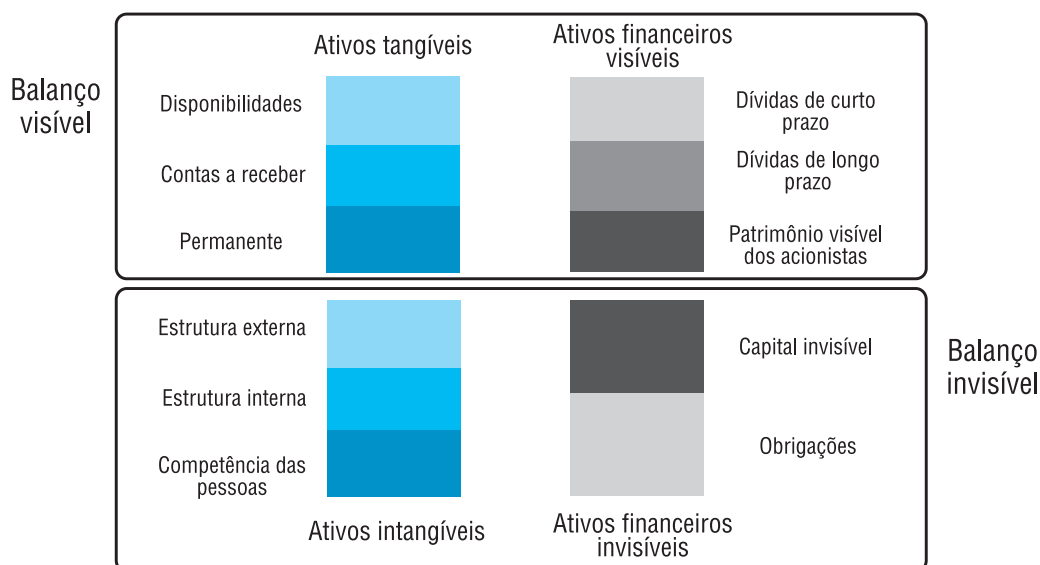 Balanço
visível
Ativos tangíveis
Disponibilidades
Contas a receber
Permanente
Ativos financeiros
visíveis
Dívidas de curto
prazo
Dívidas de longo
prazo
Patrimônio visível
dos acionistas
Estrutura externa
Estrutura interna
Competência das
pessoas
Ativos intangíveis
Capital invisível
Obrigações
Ativos financeiros
invisíveis
Balanço
invisível